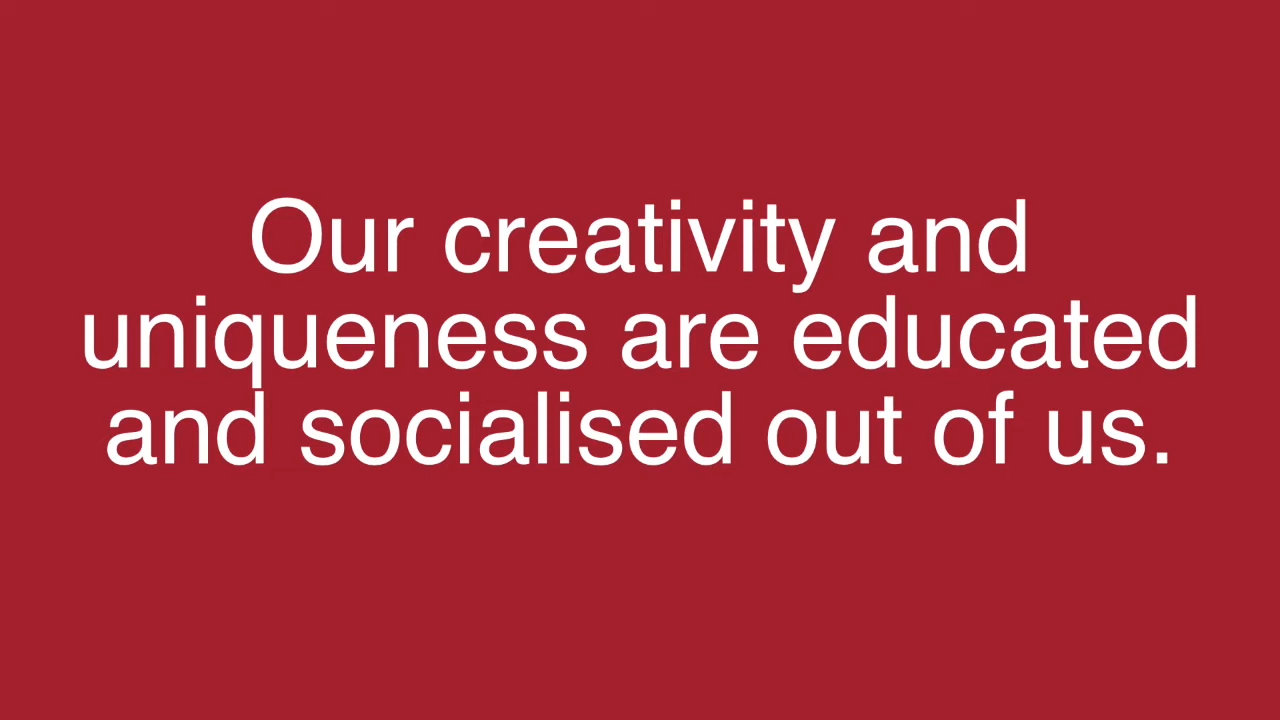 Our creativity and
uniqueness are educated
and socialised out of us.